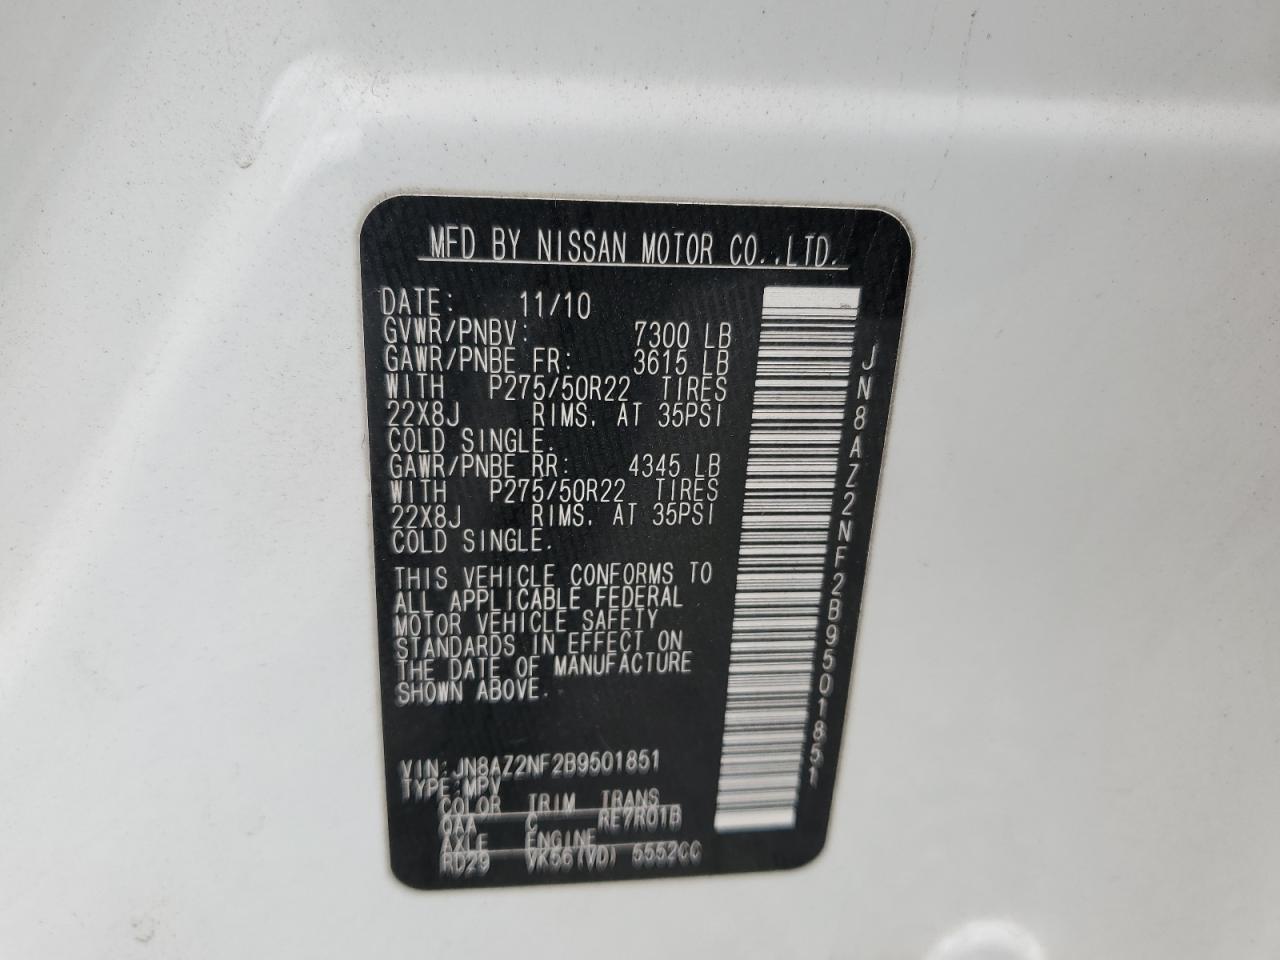 MFD BY NISSAN MOTOR CO.,LTD.
DATE: 11/10
GVWR/PNBV: 7300 LB
GAWR/PNBE FR: 3615 LB
WITH P275/50R22 TIRES
22X8J RIMS, AT 35PSI
COLD SINGLE.
GAWR/PNBE RR: 4345 LB
WITH P275/50R22 TIRES
22X8J RIMS, AT 35PSI
COLD SINGLE.
THIS VEHICLE CONFORMS TO
ALL APPLICABLE FEDERAL
MOTOR VEHICLE SAFETY
STANDARDS IN EFFECT ON
THE DATE OF MANUFACTURE
SHOWN ABOVE.
VIN:JN8AZ2NF2B9501851
TYPE:MPV
COLOR TRIM TRANS
QAA C RE7R01B
AXLE ENGINE
RD29 VK56(VD) 5552CC
JN8AZ2NF2B9501851